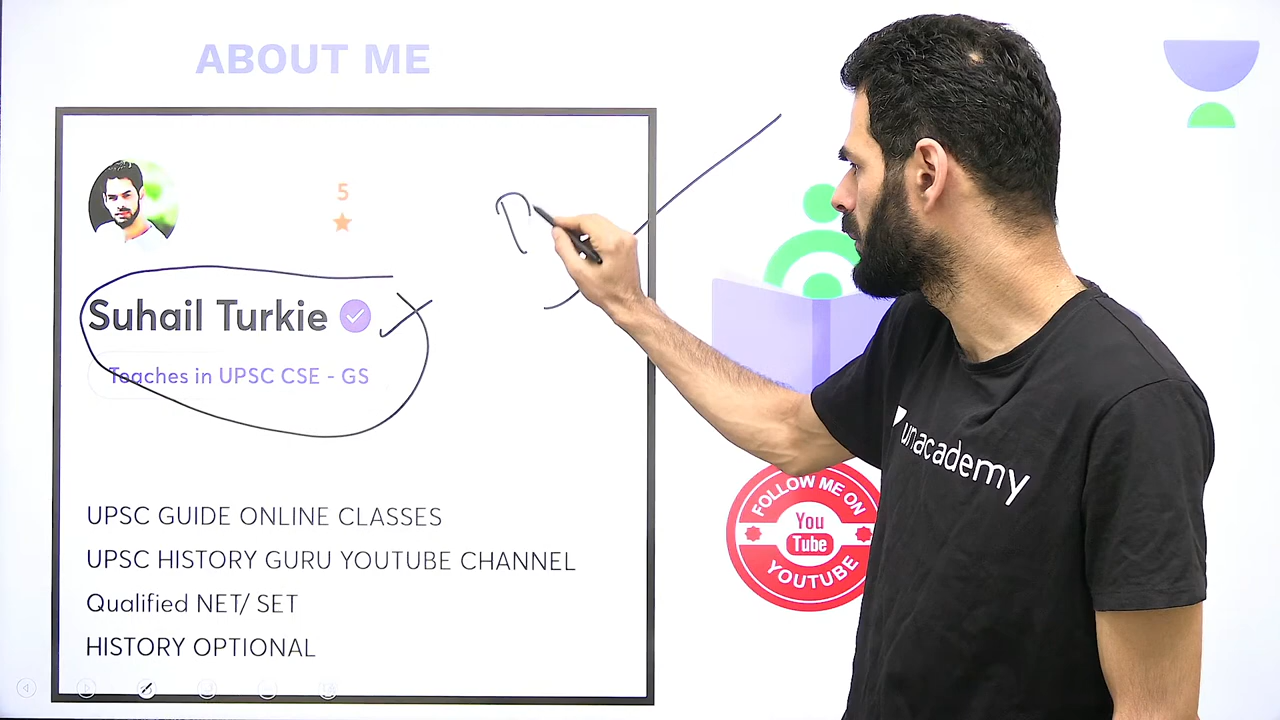 ABOUT ME
5
Suhail Turkie
Teaches in UPSC CSE - GS
UPSC GUIDE ONLINE CLASSES
UPSC HISTORY GURU YOUTUBE CHANNEL
Qualified NET/ SET
HISTORY OPTIONAL
FOLLOW ME ON
You
Tube
YOUTUBE
unacademy